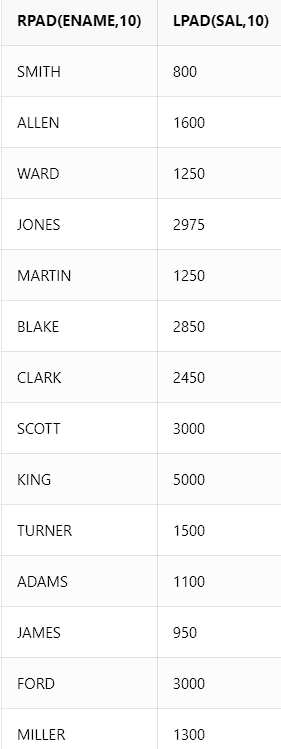 RPAD(ENAME,10) LPAD(SAL,10)
SMITH 800
ALLEN 1600
WARD 1250
JONES 2975
MARTIN 1250
BLAKE 2850
CLARK 2450
SCOTT 3000
KING 5000
TURNER 1500
ADAMS 1100
JAMES 950
FORD 3000
MILLER 1300